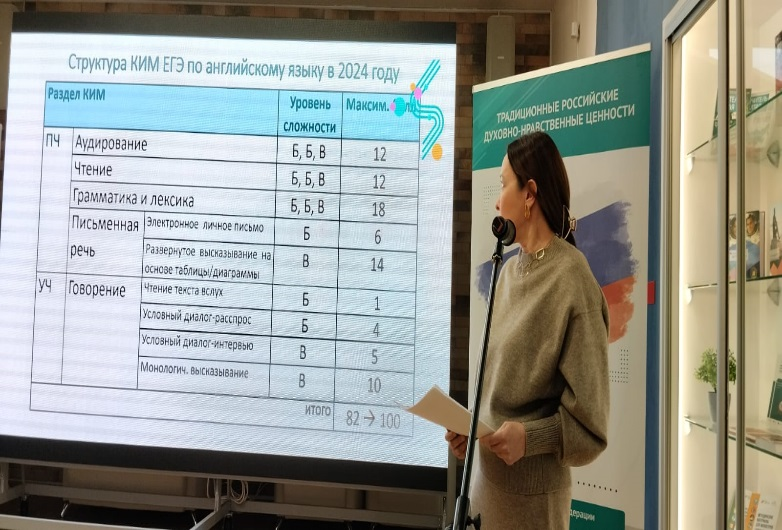 Структура КИМ ЕГЭ по английскому языку в 2024 году
Раздел КИМ Уровень сложности Максим.
ПЧ Аудирование Б, Б, В 12
Чтение Б, Б, В 12
Грамматика и лексика Б, Б, В 18
Письменная речь Электронное личное письмо Б 6
Развернутое высказывание на основе таблицы/диаграммы В 14
УЧ Говорение Чтение текста вслух Б 1
Условный диалог-расспрос Б 4
Условный диалог-интервью В 5
Монологич. высказывание В 10
итого 82 → 100
ТРАДИЦИОННЫЕ РОССИЙСКИЕ
ДУХОВНО-НРАВСТВЕННЫЕ ЦЕННОСТИ